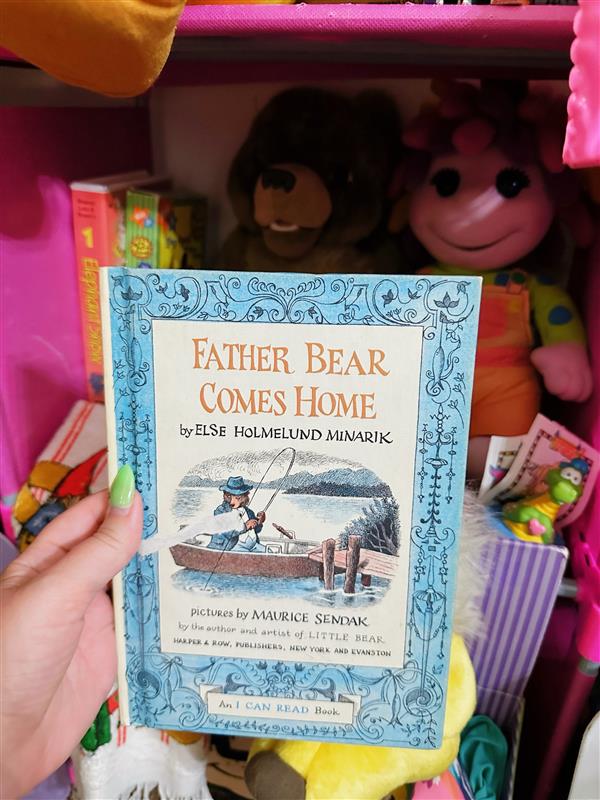 FATHER BEAR
COMES HOME
by ELSE HOLMELUND MINARIK
pictures by MAURICE SENDAK
by the author and artist of LITTLE BEAR
HARPER & ROW, PUBLISHERS, NEW YORK AND EVANSTON
An I CAN READ Book
1